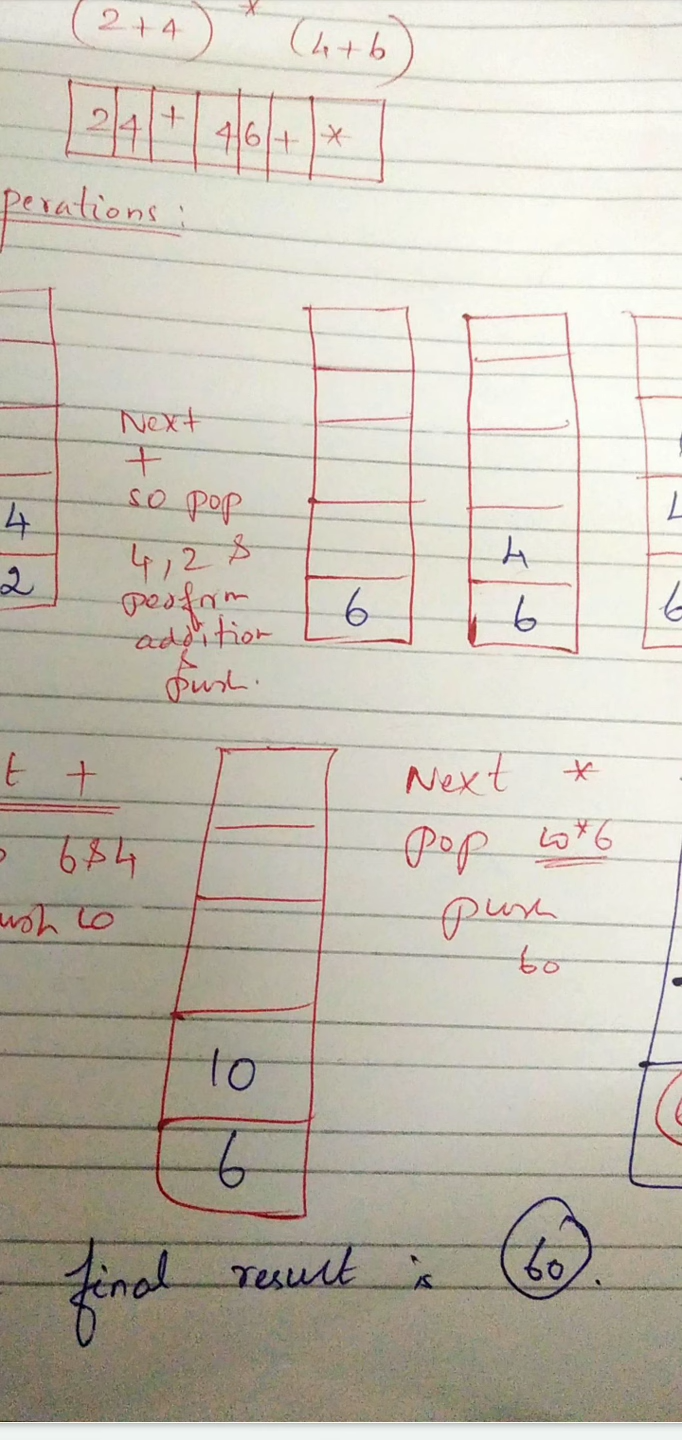 (2+4) * (4+6)
2 4 + 4 6 + *
perations:
4
2
Next
+
so pop
4,2 &
perform
addition
&
push.
6
4
6
4
6
t +
6 & 4
ush 10
10
6
Next *
pop 10*6
push
60
final result is 60.